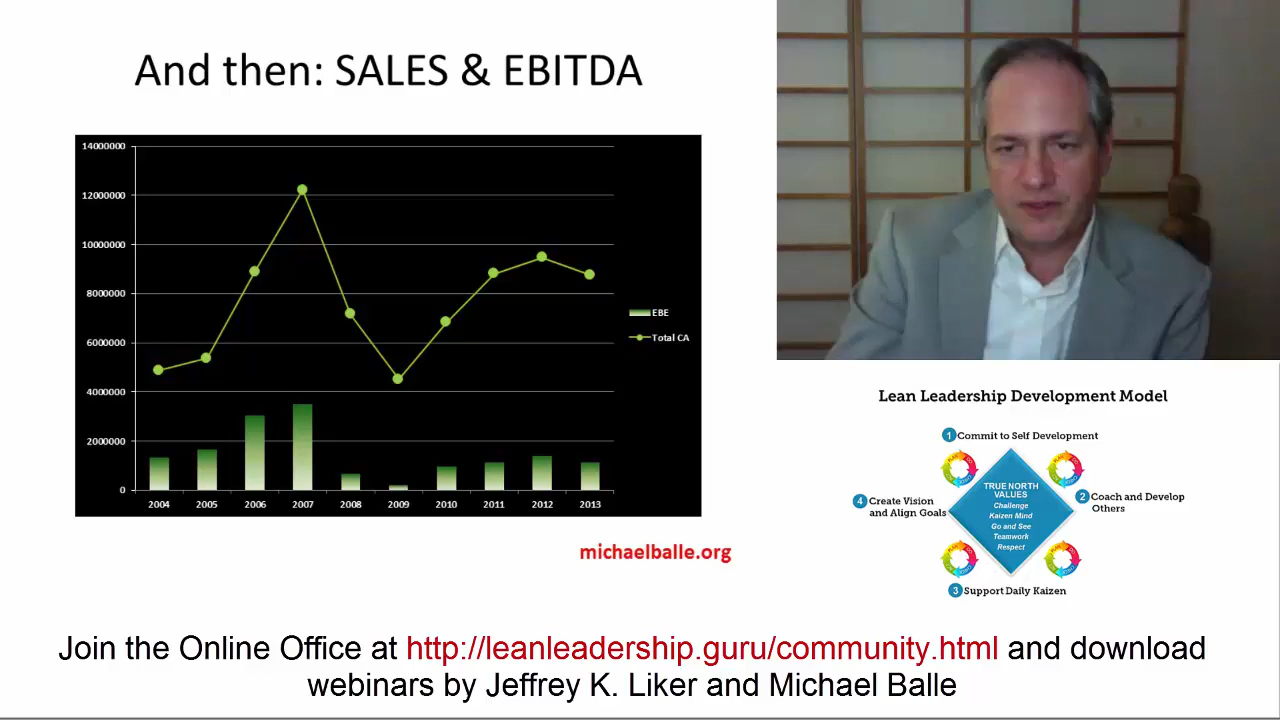 And then: SALES & EBITDA
14000000
12000000
10000000
8000000
6000000
4000000
2000000
0
2004 2005 2006 2007 2008 2009 2010 2011 2012 2013
EBE
Total CA
michaelballe.org
Lean Leadership Development Model
1 Commit to Self Development
2 Coach and Develop
Others
3 Support Daily Kaizen
4 Create Vision
and Align Goals
TRUE NORTH
VALUES
Challenge
Kaizen Mind
Go and See
Teamwork
Respect
Join the Online Office at http://leanleadership.guru/community.html and download
webinars by Jeffrey K. Liker and Michael Balle